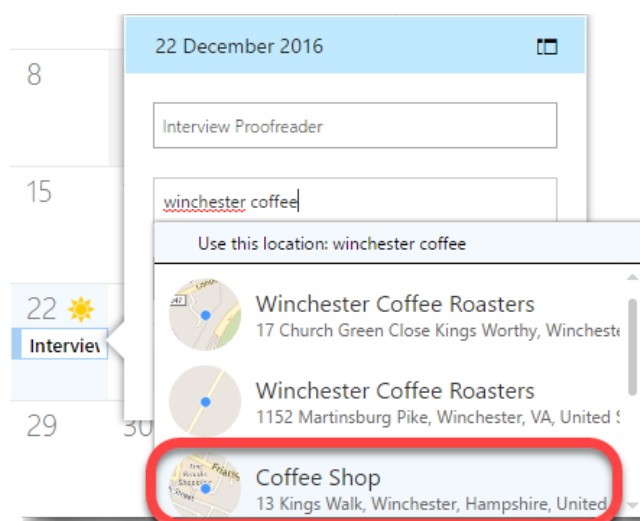 22 December 2016
8
Interview Proofreader
15
winchester coffee
Use this location: winchester coffee
22
Winchester Coffee Roasters
17 Church Green Close Kings Worthy, Wincheste
Interview
Winchester Coffee Roasters
1152 Martinsburg Pike, Winchester, VA, United S
29
30
Coffee Shop
13 Kings Walk, Winchester, Hampshire, United